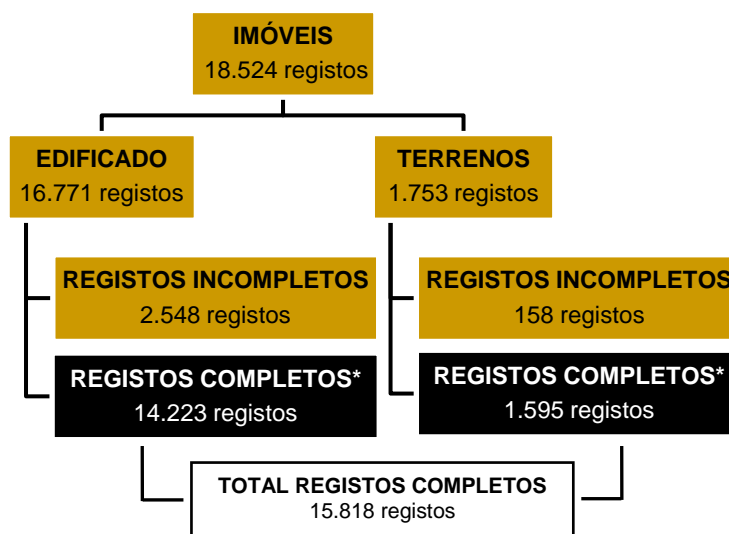 IMÓVEIS
18.524 registos
EDIFICADO
16.771 registos
TERRENOS
1.753 registos
REGISTOS INCOMPLETOS
2.548 registos
REGISTOS INCOMPLETOS
158 registos
REGISTOS COMPLETOS*
14.223 registos
REGISTOS COMPLETOS*
1.595 registos
TOTAL REGISTOS COMPLETOS
15.818 registos